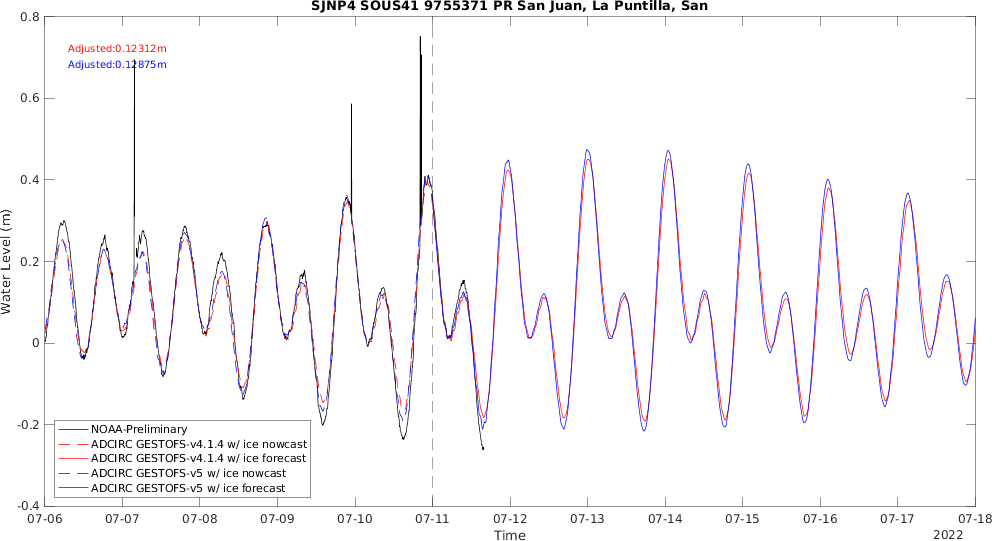 SJNP4 SOUS41 9755371 PR San Juan, La Puntilla, San
Adjusted:0.12312m
Adjusted:0.12875m
Water Level (m)
0.8
0.6
0.4
0.2
0
-0.2
-0.4
NOAA-Preliminary
ADCIRC GESTOFS-v4.1.4 w/ ice nowcast
ADCIRC GESTOFS-v4.1.4 w/ ice forecast
ADCIRC GESTOFS-v5 w/ ice nowcast
ADCIRC GESTOFS-v5 w/ ice forecast
07-06 07-07 07-08 07-09 07-10 07-11 07-12 07-13 07-14 07-15 07-16 07-17 07-18
Time
2022